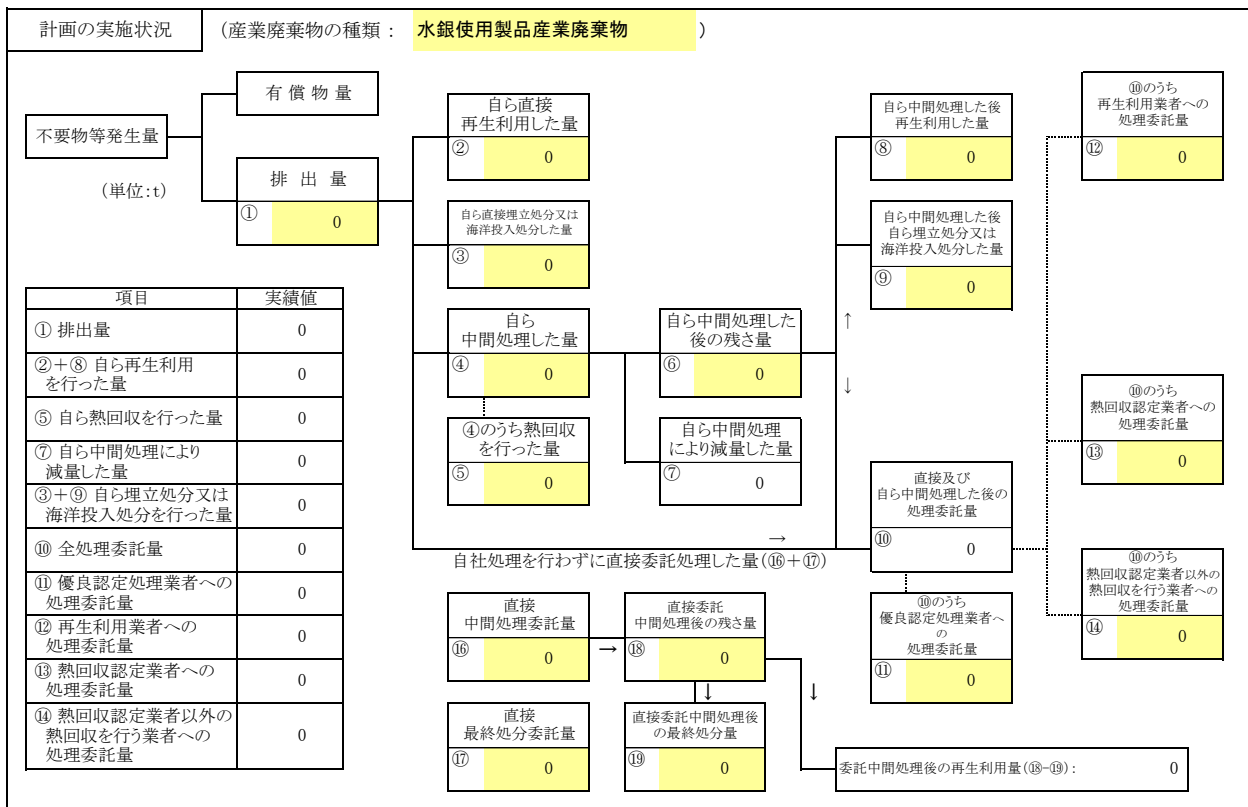 計画の実施状況
(産業廃棄物の種類： 水銀使用製品産業廃棄物 )
不要物等発生量
(単位:t)
有 償 物 量
排 出 量
① 0
自ら直接
再生利用した量
② 0
自ら直接埋立処分又は
海洋投入処分した量
③ 0
自ら
中間処理した量
④ 0
④のうち熱回収
を行った量
⑤ 0
自ら中間処理した
後の残さ量
⑥ 0
自ら中間処理
により減量した量
⑦ 0
自ら中間処理した後
再生利用した量
⑧ 0
自ら中間処理した後
自ら埋立処分又は
海洋投入処分した量
⑨ 0
↑
↓
直接及び
自ら中間処理した後の
処理委託量
⑩ 0
→
自社処理を行わずに直接委託処理した量(⑯＋⑰)
⑩のうち
優良認定処理業者へ
の
処理委託量
⑪ 0
⑩のうち
再生利用業者への
処理委託量
⑫ 0
⑩のうち
熱回収認定業者への
処理委託量
⑬ 0
⑩のうち
熱回収認定業者以外の
熱回収を行う業者への
処理委託量
⑭ 0
直接
中間処理委託量
⑯ 0
→
直接委託
中間処理後の残さ量
⑱ 0
↓
↓
直接
最終処分委託量
⑰ 0
直接委託中間処理後
の最終処分量
⑲ 0
委託中間処理後の再生利用量(⑱-⑲)： 0
項目 実績値
① 排出量 0
②＋⑧ 自ら再生利用
を行った量 0
⑤ 自ら熱回収を行った量 0
⑦ 自ら中間処理により
減量した量 0
③＋⑨ 自ら埋立処分又は
海洋投入処分を行った量 0
⑩ 全処理委託量 0
⑪ 優良認定処理業者への
処理委託量 0
⑫ 再生利用業者への
処理委託量 0
⑬ 熱回収認定業者への
処理委託量 0
⑭ 熱回収認定業者以外の
熱回収を行う業者への
処理委託量 0